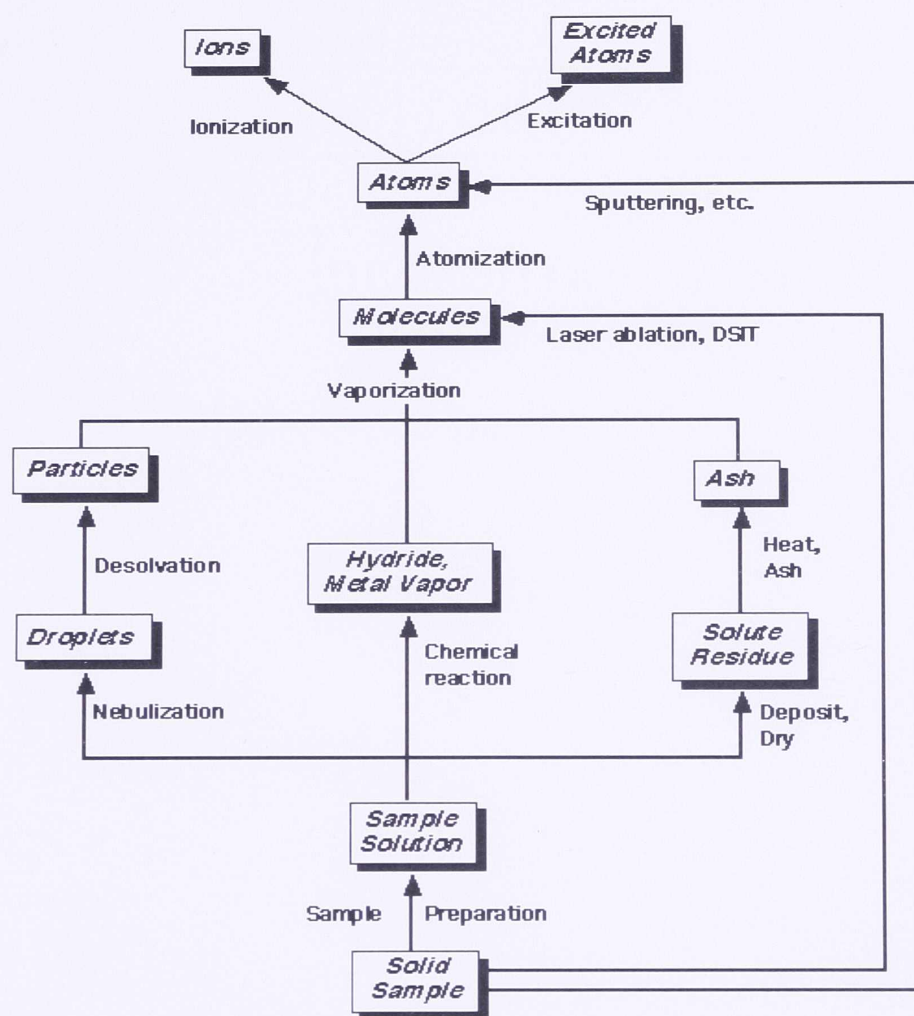 Ions
Excited
Atoms
Ionization
Excitation
Atoms
Sputtering, etc.
Atomization
Molecules
Laser ablation, DSIT
Vaporization
Particles
Ash
Desolvation
Hydride,
Metal Vapor
Heat,
Ash
Droplets
Solute
Residue
Chemical
reaction
Nebulization
Deposit,
Dry
Sample
Solution
Sample Preparation
Solid
Sample